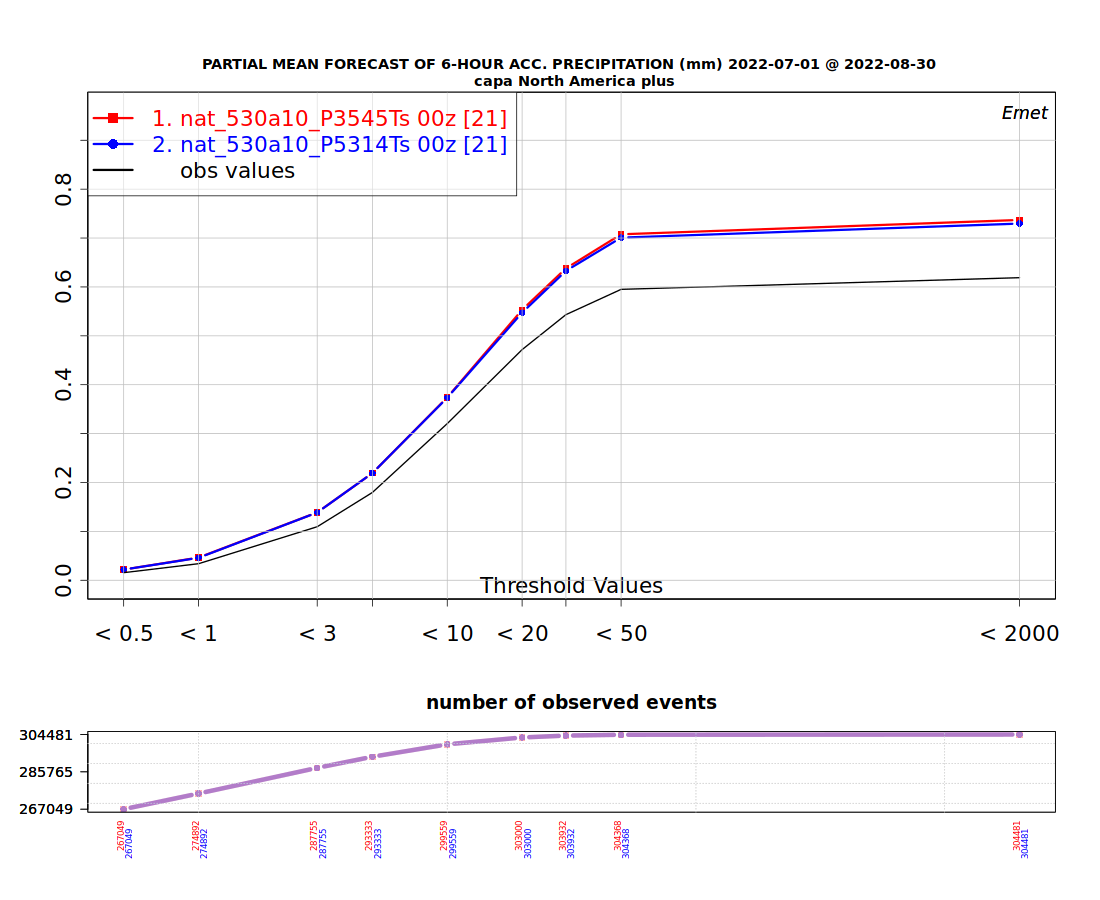 PARTIAL MEAN FORECAST OF 6-HOUR ACC. PRECIPITATION (mm) 2022-07-01 @ 2022-08-30
capa North America plus
Emet
1. nat_530a10_P3545Ts 00z [21]
2. nat_530a10_P5314Ts 00z [21]
obs values
0.8
0.6
0.4
0.2
0.0
Threshold Values
< 0.5 < 1 < 3 < 10 < 20 < 50 < 2000
number of observed events
304481
285765
267049
267049 274892 287755 293333 299559 303000 303932 304368 304481
267049 274892 287755 293333 299559 303000 303932 304368 304481